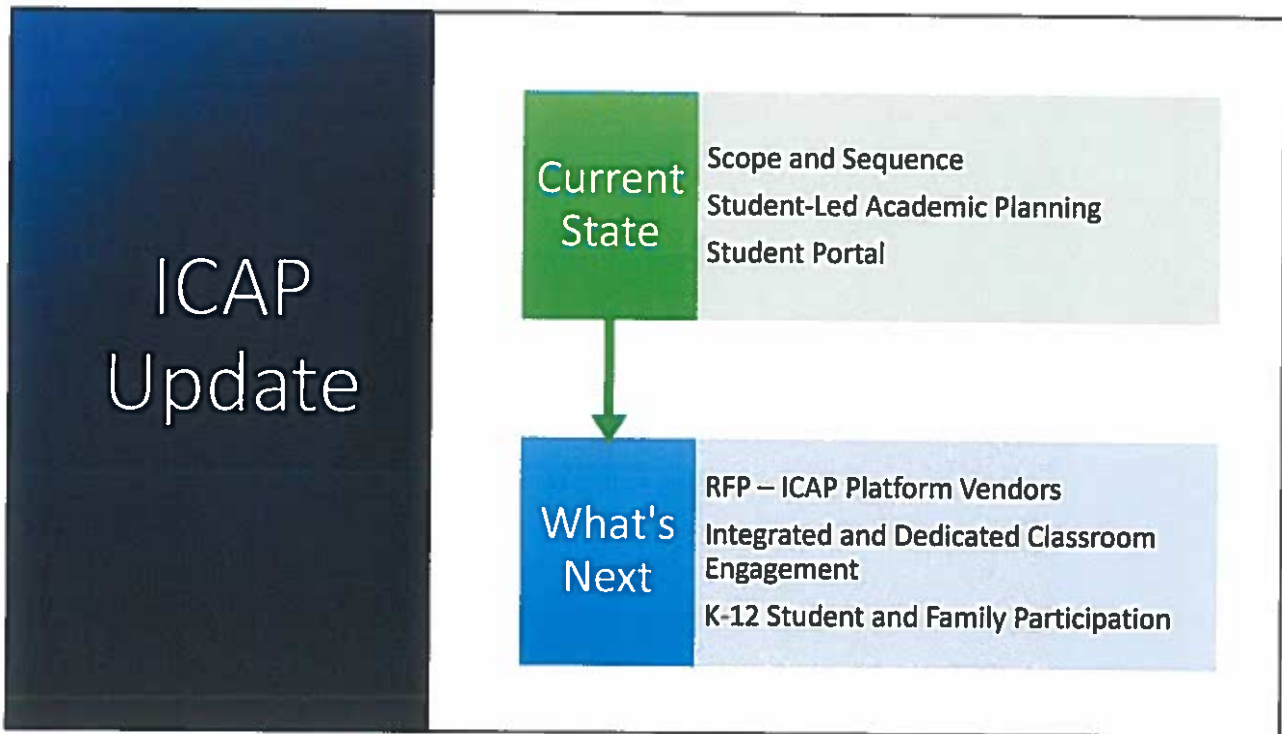 ICAP
Update
Current
State
Scope and Sequence
Student-Led Academic Planning
Student Portal
What's
Next
RFP – ICAP Platform Vendors
Integrated and Dedicated Classroom
Engagement
K-12 Student and Family Participation